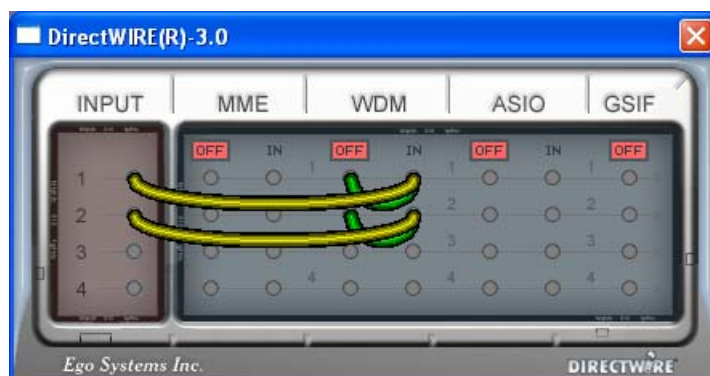 DirectWIRE(R)-3.0
INPUT MME WDM ASIO GSIF
OFF IN OFF IN OFF IN OFF
1 1 1 1
2 2 2
3 3 3
4 4 4 4
Ego Systems Inc. DIRECTWIRE